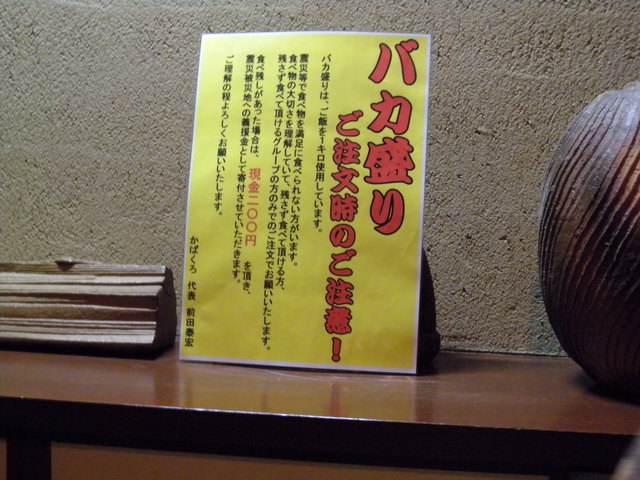 バカ盛り
ご注文時のご注意！
バカ盛りは、ご飯を1キロ使用しています。
震災等で食べ物を満足に食べられない方がいます。
食べ物の大切さを理解していて、残さず食べて頂ける方、
残さず食べて頂けるグループの方のみでのご注文でお願いいたします。
食べ残しがあった場合は、現金二〇〇円を頂き、
震災被災地への義援金として寄付させていただきます。
ご理解の程よろしくお願いいたします。
かばくろ 代表 前田泰宏